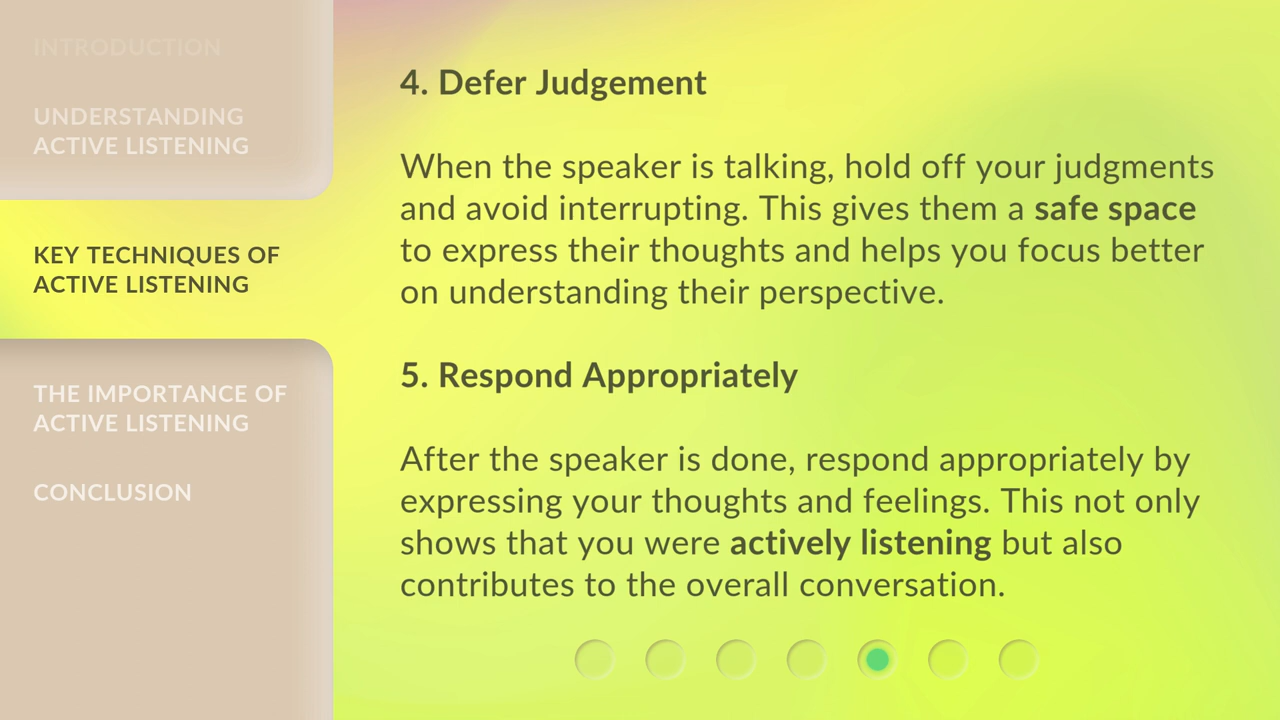 INTRODUCTION
UNDERSTANDING
ACTIVE LISTENING
KEY TECHNIQUES OF
ACTIVE LISTENING
THE IMPORTANCE OF
ACTIVE LISTENING
CONCLUSION
4. Defer Judgement
When the speaker is talking, hold off your judgments
and avoid interrupting. This gives them a safe space
to express their thoughts and helps you focus better
on understanding their perspective.
5. Respond Appropriately
After the speaker is done, respond appropriately by
expressing your thoughts and feelings. This not only
shows that you were actively listening but also
contributes to the overall conversation.